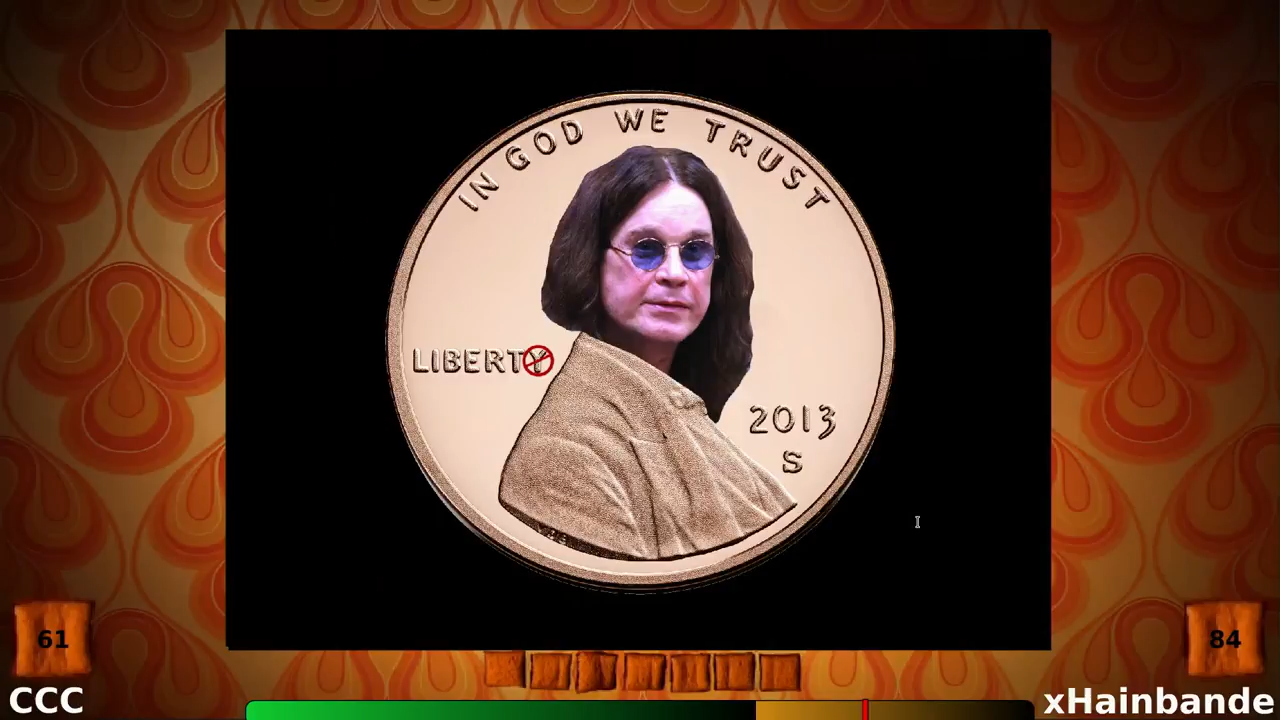 IN GOD WE TRUST
LIBERTY
2013
S
61
84
CCC
xHainbande